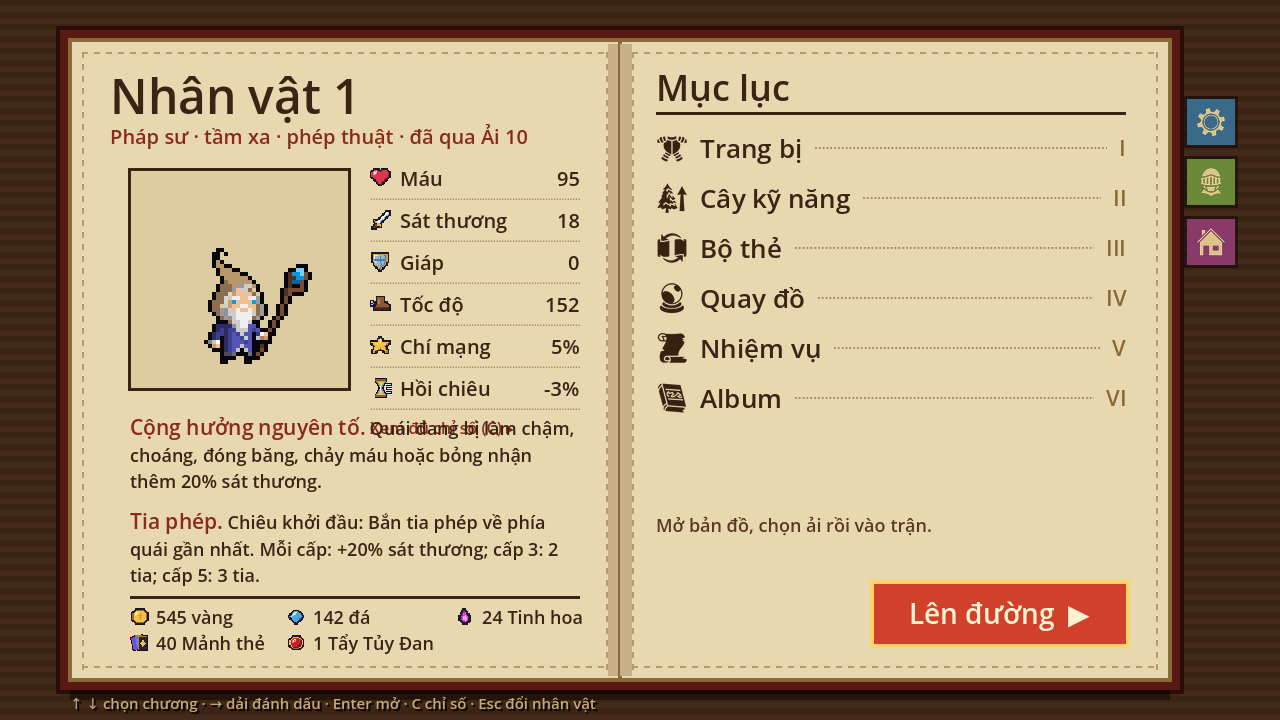 Nhân vật 1
Pháp sư · tầm xa · phép thuật · đã qua Ải 10
Máu 95
Sát thương 18
Giáp 0
Tốc độ 152
Chí mạng 5%
Hồi chiêu -3%
Cộng hưởng nguyên tố. Quái đang bị làm chậm,
choáng, đóng băng, chảy máu hoặc bỏng nhận
thêm 20% sát thương.
Tia phép. Chiêu khởi đầu: Bắn tia phép về phía
quái gần nhất. Mỗi cấp: +20% sát thương; cấp 3: 2
tia; cấp 5: 3 tia.
545 vàng 142 đá 24 Tinh hoa
40 Mảnh thẻ 1 Tẩy Tủy Đan
Mục lục
Trang bị I
Cây kỹ năng II
Bộ thẻ III
Quay đồ IV
Nhiệm vụ V
Album VI
Mở bản đồ, chọn ải rồi vào trận.
Lên đường ▶
↑ ↓ chọn chương · → dải đánh dấu · Enter mở · C chỉ số · Esc đổi nhân vật